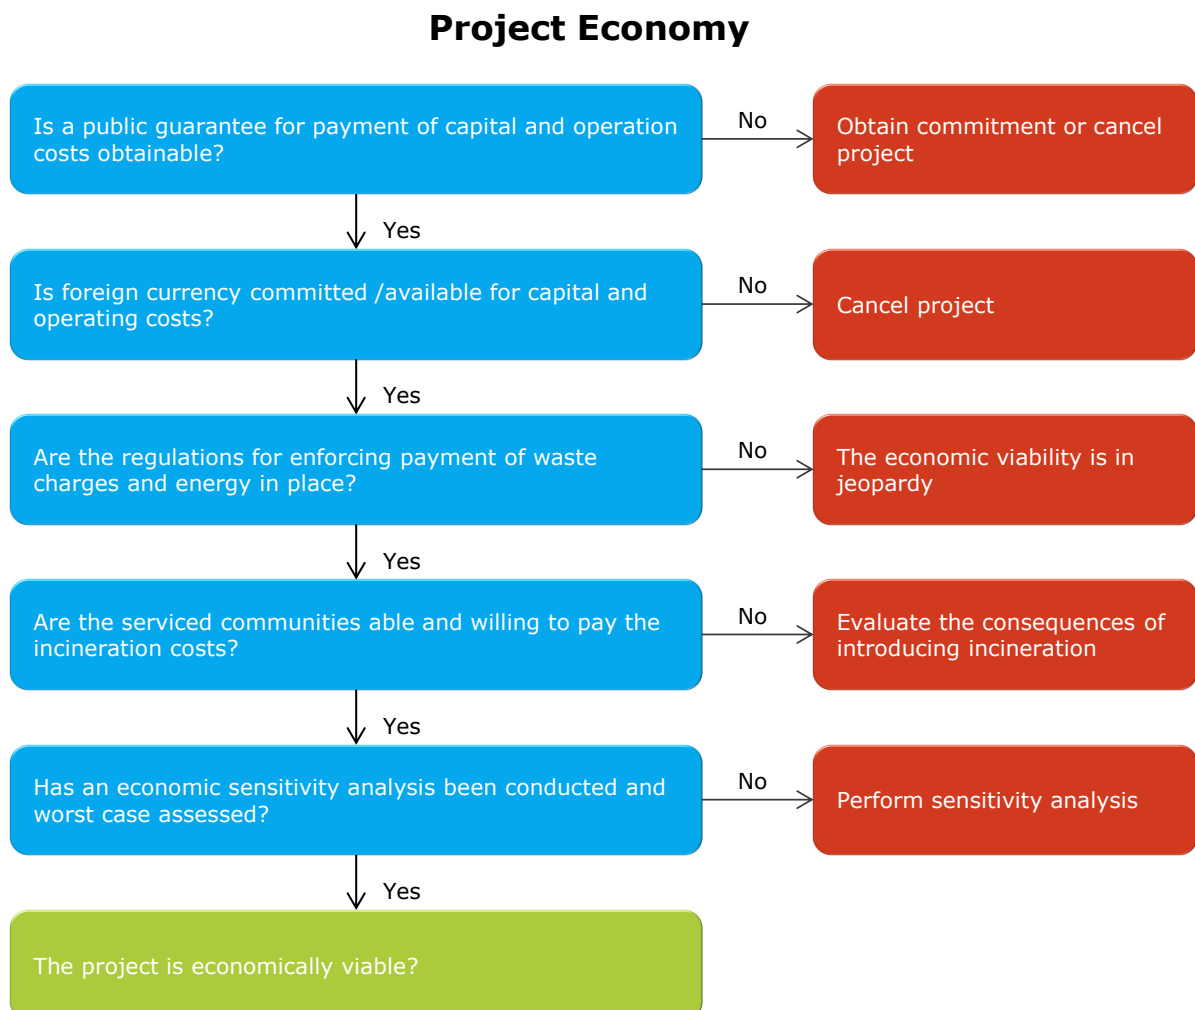 Project Economy
Is a public guarantee for payment of capital and operation
costs obtainable?
No
Obtain commitment or cancel
project
Yes
Is foreign currency committed /available for capital and
operating costs?
No
Cancel project
Yes
Are the regulations for enforcing payment of waste
charges and energy in place?
No
The economic viability is in
jeopardy
Yes
Are the serviced communities able and willing to pay the
incineration costs?
No
Evaluate the consequences of
introducing incineration
Yes
Has an economic sensitivity analysis been conducted and
worst case assessed?
No
Perform sensitivity analysis
Yes
The project is economically viable?